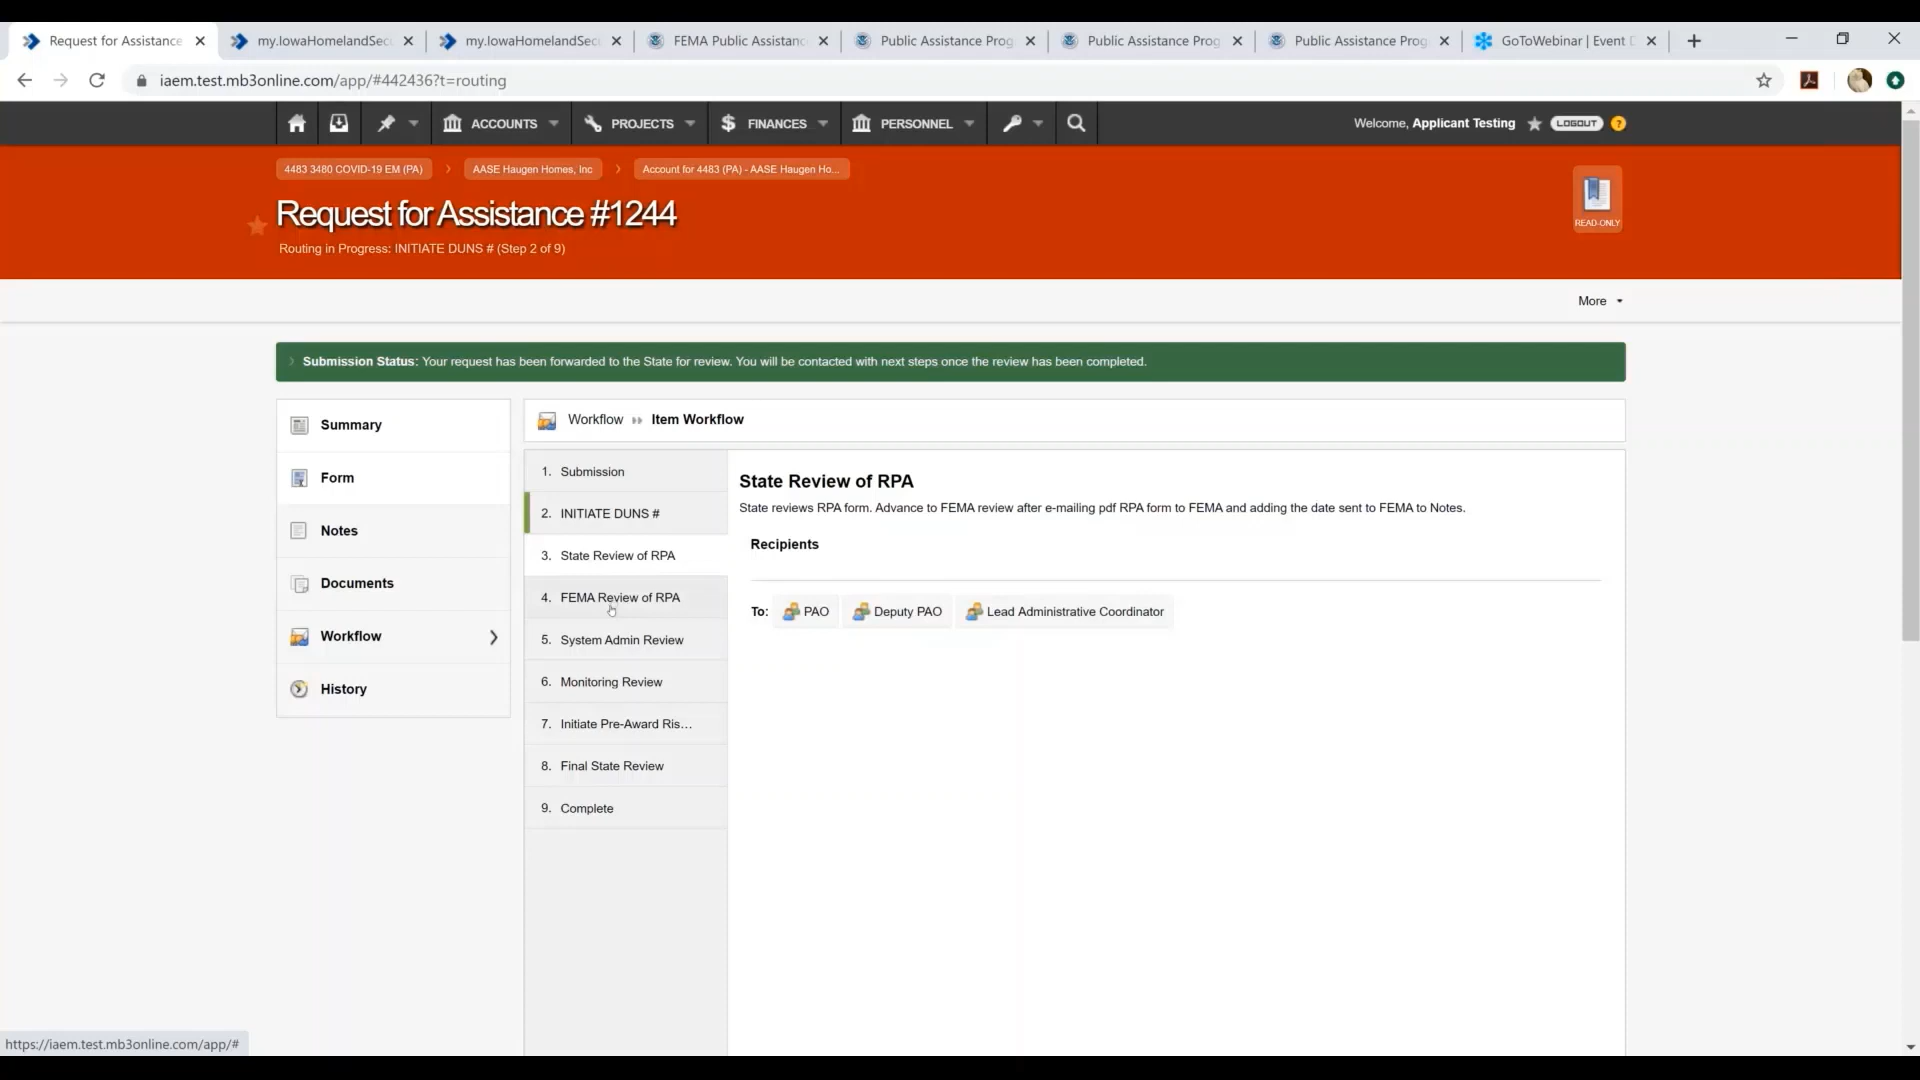 Request for Assistance
my.IowaHomelandSec
my.IowaHomelandSec
FEMA Public Assistanc
Public Assistance Prog
Public Assistance Prog
Public Assistance Prog
GoToWebinar | Event D
iaem.test.mb3online.com/app/#442436?t=routing
ACCOUNTS
PROJECTS
FINANCES
PERSONNEL
Welcome, Applicant Testing
LOGOUT
?
4483 3480 COVID-19 EM (PA)
AASE Haugen Homes, Inc
Account for 4483 (PA) - AASE Haugen Ho...
Request for Assistance #1244
READ-ONLY
Routing in Progress: INITIATE DUNS # (Step 2 of 9)
More
Submission Status: Your request has been forwarded to the State for review. You will be contacted with next steps once the review has been completed.
Summary
Form
Notes
Documents
Workflow
History
Workflow
Item Workflow
1. Submission
2. INITIATE DUNS #
3. State Review of RPA
4. FEMA Review of RPA
5. System Admin Review
6. Monitoring Review
7. Initiate Pre-Award Ris...
8. Final State Review
9. Complete
State Review of RPA
State reviews RPA form. Advance to FEMA review after e-mailing pdf RPA form to FEMA and adding the date sent to FEMA to Notes.
Recipients
To: PAO Deputy PAO Lead Administrative Coordinator
https://iaem.test.mb3online.com/app/#